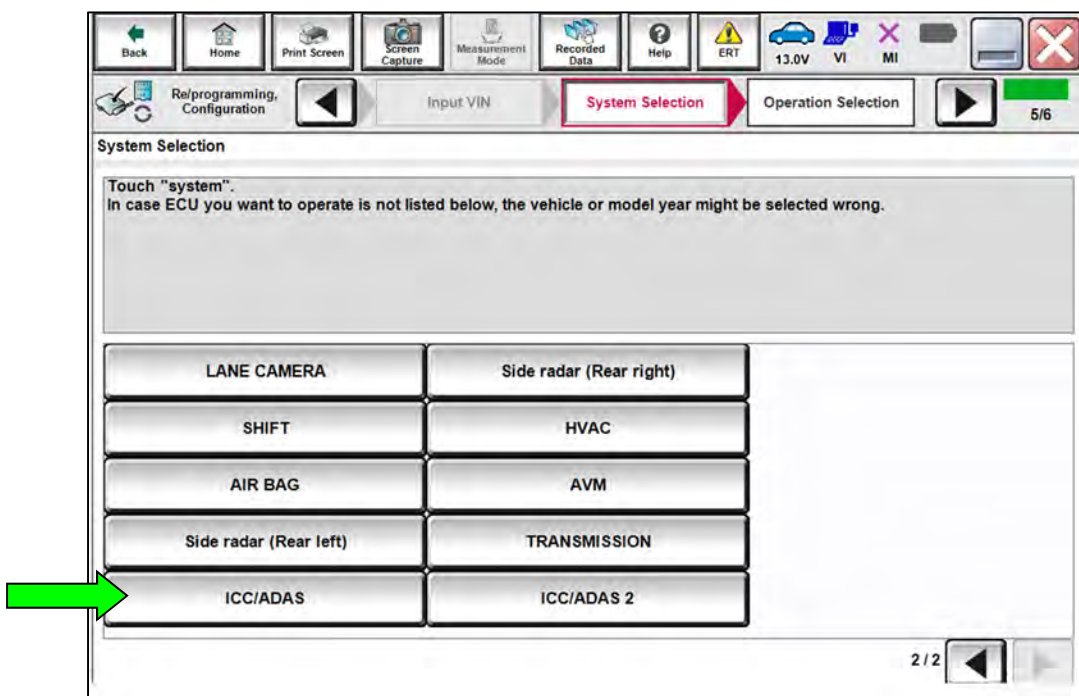 Back
Home
Print Screen
Screen
Capture
Measurement
Mode
Recorded
Data
Help
ERT
13.0V
VI
MI
Re/programming,
Configuration
Input VIN
System Selection
Operation Selection
5/6
System Selection
Touch "system".
In case ECU you want to operate is not listed below, the vehicle or model year might be selected wrong.
LANE CAMERA
Side radar (Rear right)
SHIFT
HVAC
AIR BAG
AVM
Side radar (Rear left)
TRANSMISSION
ICC/ADAS
ICC/ADAS 2
2 / 2